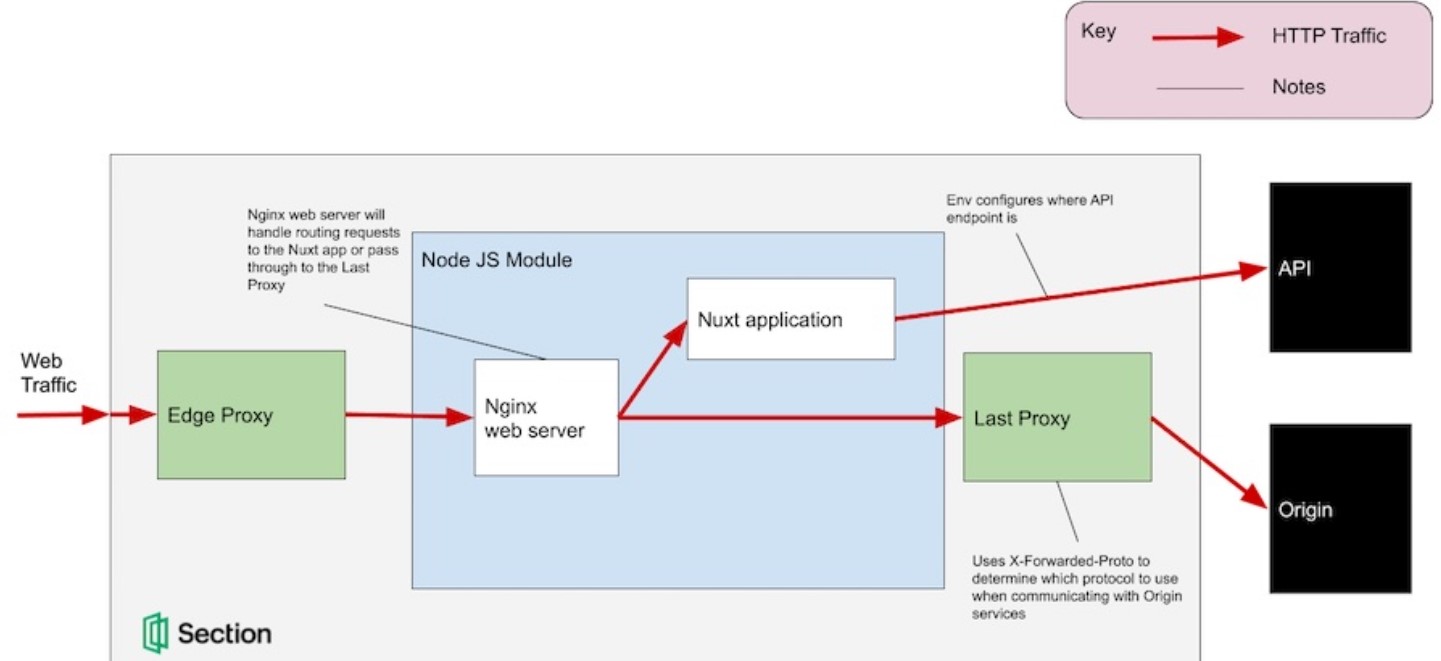 Key
HTTP Traffic
Notes
Nginx web server will
handle routing requests
to the Nuxt app or pass
through to the Last
Proxy
Env configures where API
endpoint is
Node JS Module
Nuxt application
API
Web
Traffic
Edge Proxy
Nginx
web server
Last Proxy
Origin
Uses X-Forwarded-Proto to
determine which protocol to use
when communicating with Origin
services
Section